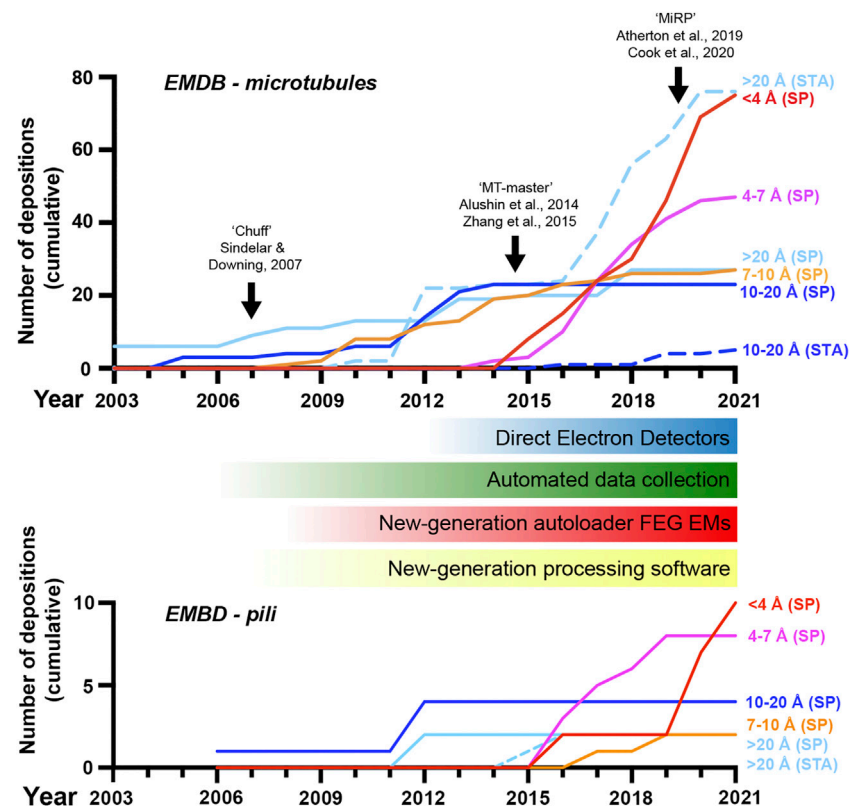 'MiRP'
Atherton et al., 2019
Cook et al., 2020
EMDB - microtubules
80
60
40
20
0
Number of depositions
(cumulative)
'Chuff'
Sindelar &
Downing, 2007
'MT-master'
Alushin et al., 2014
Zhang et al., 2015
>20 Å (STA)
<4 Å (SP)
4-7 Å (SP)
>20 Å (SP)
7-10 Å (SP)
10-20 Å (SP)
10-20 Å (STA)
Year
2003 2006 2009 2012 2015 2018 2021
Direct Electron Detectors
Automated data collection
New-generation autoloader FEG EMs
New-generation processing software
EMBD - pili
10
5
0
Number of depositions
(cumulative)
<4 Å (SP)
4-7 Å (SP)
10-20 Å (SP)
7-10 Å (SP)
>20 Å (SP)
>20 Å (STA)
Year
2003 2006 2009 2012 2015 2018 2021